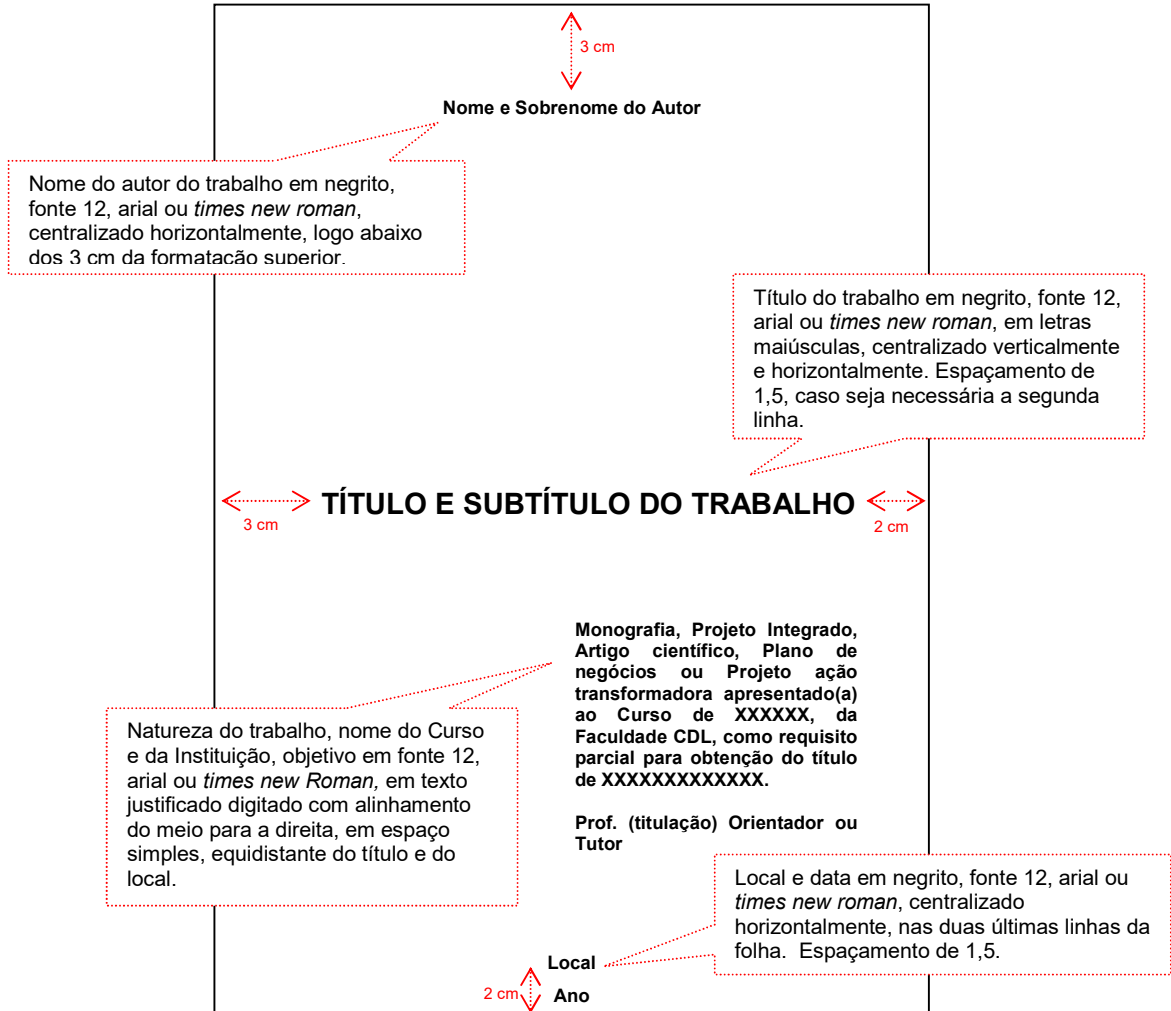 3 cm
Nome e Sobrenome do Autor
Nome do autor do trabalho em negrito,
fonte 12, arial ou times new roman,
centralizado horizontalmente, logo abaixo
dos 3 cm da formatação superior.
Título do trabalho em negrito, fonte 12,
arial ou times new roman, em letras
maiúsculas, centralizado verticalmente
e horizontalmente. Espaçamento de
1,5, caso seja necessária a segunda
linha.
TÍTULO E SUBTÍTULO DO TRABALHO
3 cm
2 cm
Monografia, Projeto Integrado,
Artigo científico, Plano de
negócios ou Projeto ação
transformadora apresentado(a)
ao Curso de XXXXXX, da
Faculdade CDL, como requisito
parcial para obtenção do título
de XXXXXXXXXXXXX.
Prof. (titulação) Orientador ou
Tutor
Natureza do trabalho, nome do Curso
e da Instituição, objetivo em fonte 12,
arial ou times new Roman, em texto
justificado digitado com alinhamento
do meio para a direita, em espaço
simples, equidistante do título e do
local.
Local e data em negrito, fonte 12, arial ou
times new roman, centralizado
horizontalmente, nas duas últimas linhas da
folha.  Espaçamento de 1,5.
Local
2 cm
Ano